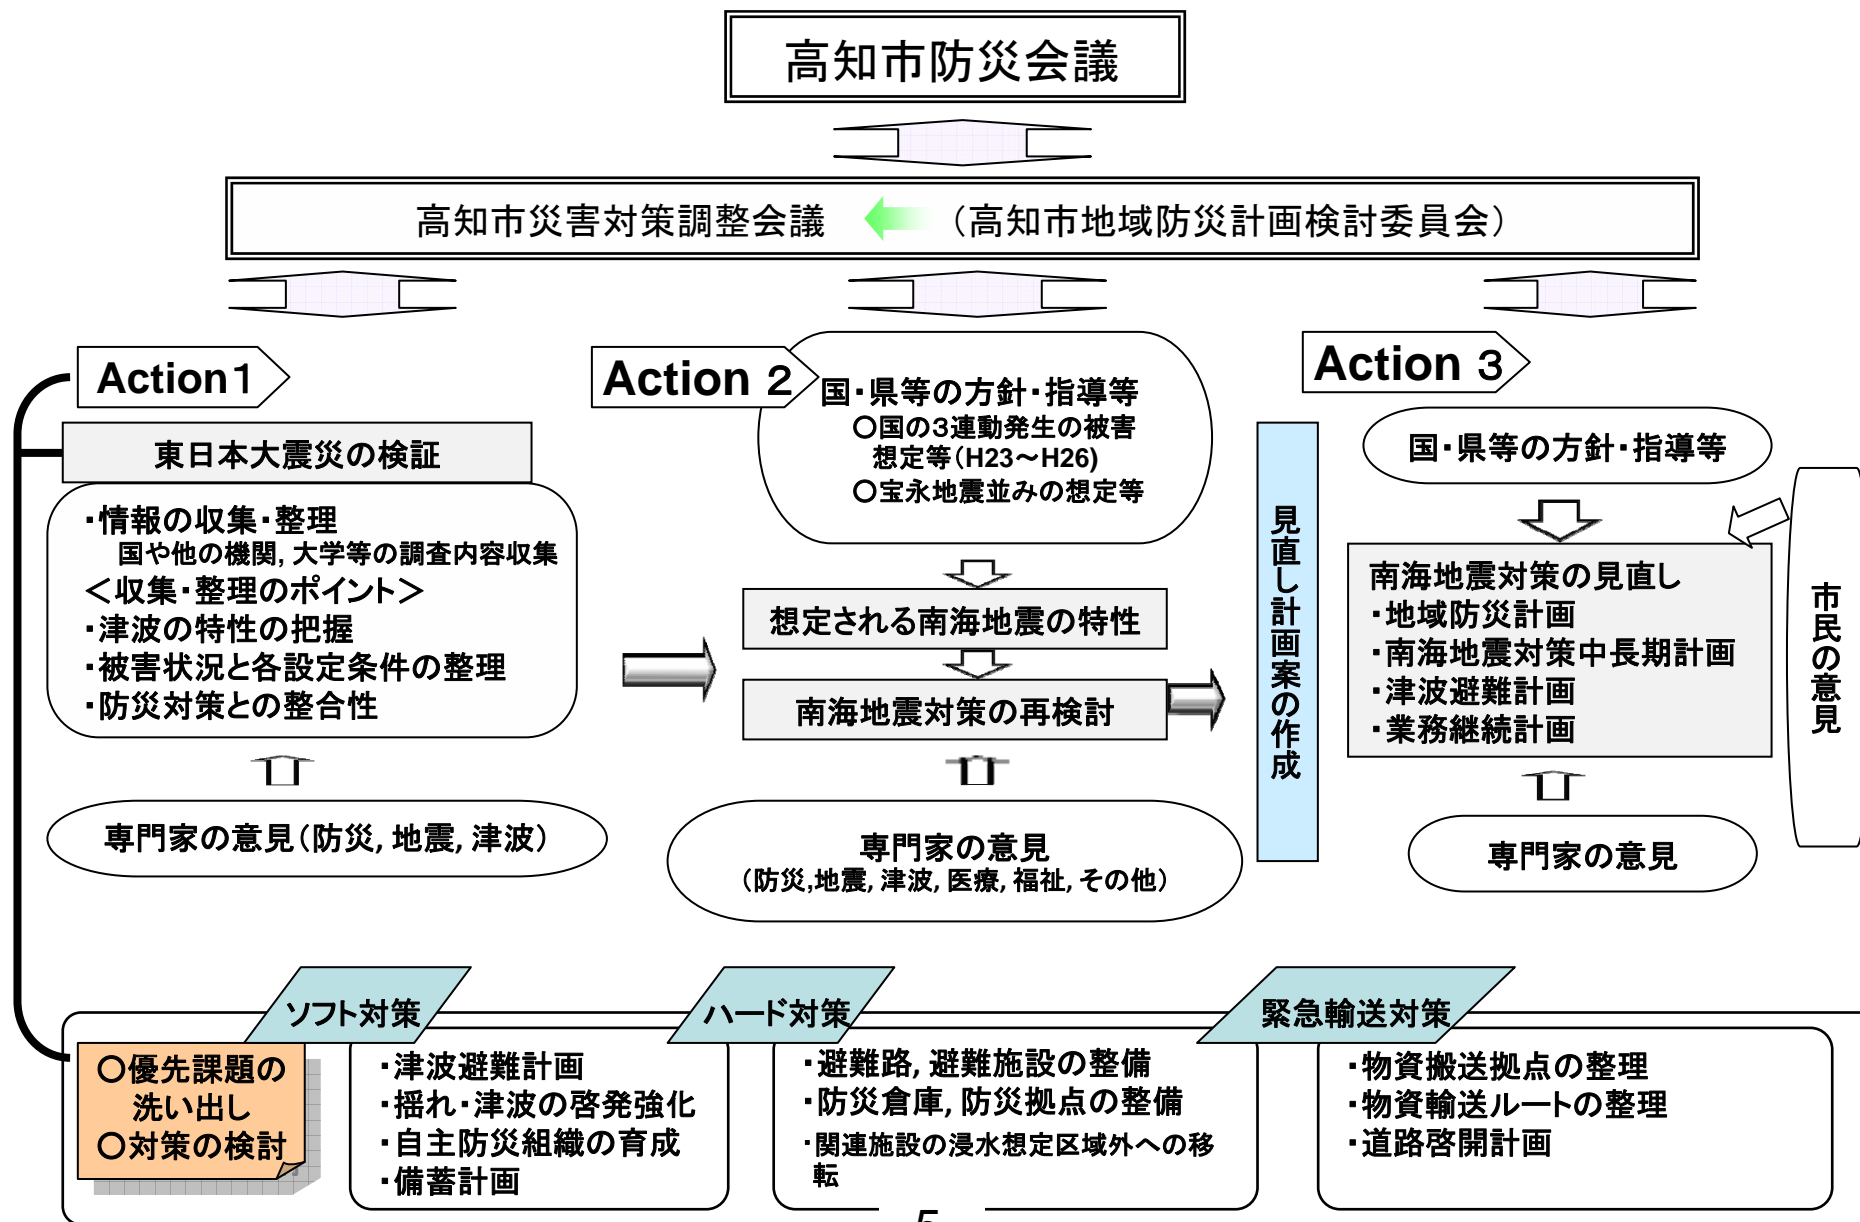 高知市防災会議
高知市災害対策調整会議 （高知市地域防災計画検討委員会）
Action１
東日本大震災の検証
・情報の収集・整理
国や他の機関，大学等の調査内容収集
＜収集・整理のポイント＞
・津波の特性の把握
・被害状況と各設定条件の整理
・防災対策との整合性
専門家の意見（防災，地震，津波）
Action ２
国・県等の方針・指導等
○国の３連動発生の被害
想定等（H23～H26)
○宝永地震並みの想定等
想定される南海地震の特性
南海地震対策の再検討
専門家の意見
（防災,地震，津波，医療，福祉，その他）
見直し計画案の作成
Action ３
国・県等の方針・指導等
南海地震対策の見直し
・地域防災計画
・南海地震対策中長期計画
・津波避難計画
・業務継続計画
専門家の意見
市民の意見
○優先課題の
洗い出し
○対策の検討
ソフト対策
・津波避難計画
・揺れ・津波の啓発強化
・自主防災組織の育成
・備蓄計画
ハード対策
・避難路，避難施設の整備
・防災倉庫，防災拠点の整備
・関連施設の浸水想定区域外への移
転
緊急輸送対策
・物資搬送拠点の整理
・物資輸送ルートの整理
・道路啓開計画
5